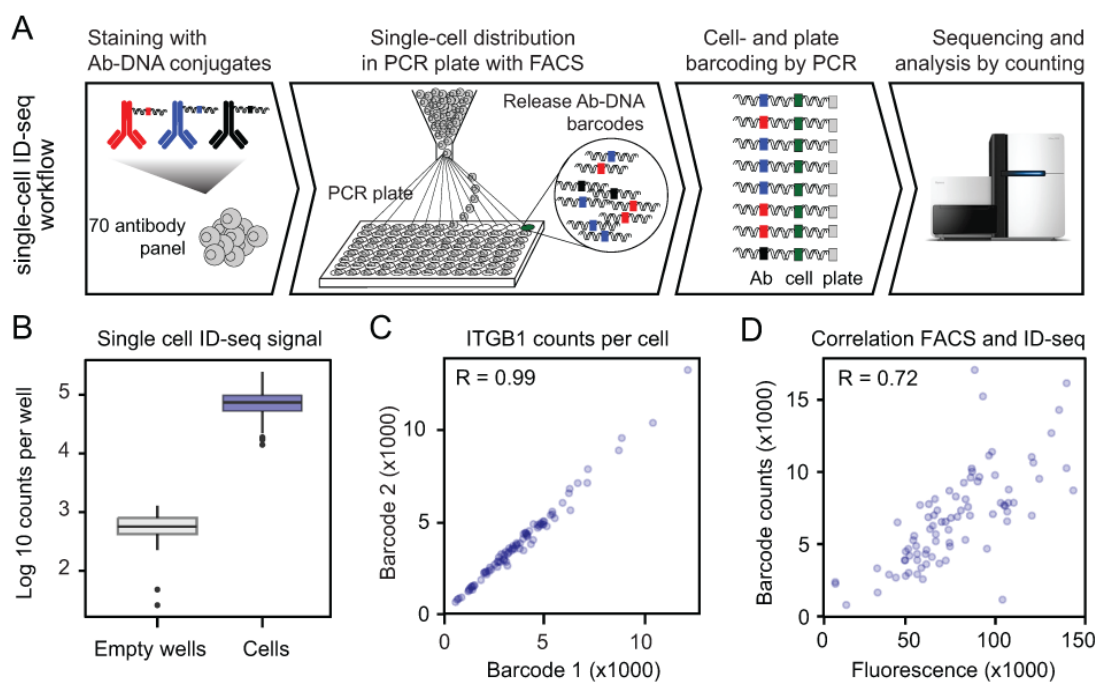 A
single-cell ID-seq
workflow
Staining with
Ab-DNA conjugates
70 antibody
panel
Single-cell distribution
in PCR plate with FACS
Release Ab-DNA
barcodes
PCR plate
Cell- and plate
barcoding by PCR
Ab cell plate
Sequencing and
analysis by counting
B
Single cell ID-seq signal
Log 10 counts per well
5
4
3
2
Empty wells
Cells
C
ITGB1 counts per cell
R = 0.99
Barcode 2 (x1000)
10
5
0
0
5
10
Barcode 1 (x1000)
D
Correlation FACS and ID-seq
R = 0.72
Barcode counts (x1000)
15
10
5
0
0
50
100
150
Fluorescence (x1000)